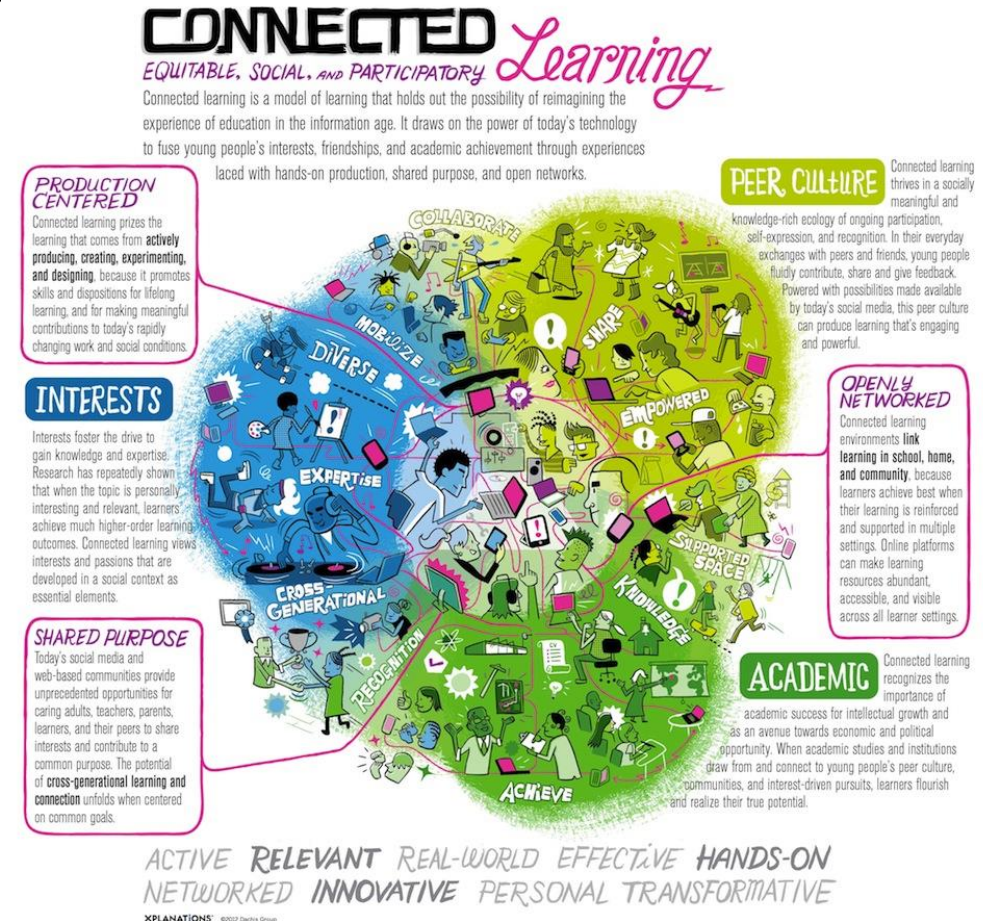 CONNECTED Learning
EQUITABLE, SOCIAL, AND PARTICIPATORY
Connected learning is a model of learning that holds out the possibility of reimagining the
experience of education in the information age. It draws on the power of today's technology
to fuse young people's interests, friendships, and academic achievement through experiences
laced with hands-on production, shared purpose, and open networks.
PRODUCTION
CENTERED
Connected learning prizes the
learning that comes from actively
producing, creating, experimenting,
and designing, because it promotes
skills and dispositions for lifelong
learning, and for making meaningful
contributions to today's rapidly
changing work and social conditions.
INTERESTS
Interests foster the drive to
gain knowledge and expertise.
Research has repeatedly shown
that when the topic is personally
interesting and relevant, learners
achieve much higher-order learning
outcomes. Connected learning views
interests and passions that are
developed in a social context as
essential elements.
SHARED PURPOSE
Today's social media and
web-based communities provide
unprecedented opportunities for
caring adults, teachers, parents,
learners, and their peers to share
interests and contribute to a
common purpose. The potential
of cross-generational learning and
connection unfolds when centered
on common goals.
COLLABORATE
MOBILIZE
DIVERSE
SHARE
EMPOWERED
EXPERTISE
CROSS
GENERATIONAL
RECOGNITION
SUPPORTED
SPACE
KNOWLEDGE
ACHIEVE
PEER CULTURE
Connected learning
thrives in a socially
meaningful and
knowledge-rich ecology of ongoing participation,
self-expression, and recognition. In their everyday
exchanges with peers and friends, young people
fluidly contribute, share and give feedback.
Powered with possibilities made available
by today's social media, this peer culture
can produce learning that's engaging
and powerful.
OPENLY
NETWORKED
Connected learning
environments link
learning in school, home,
and community, because
learners achieve best when
their learning is reinforced
and supported in multiple
settings. Online platforms
can make learning
resources abundant,
accessible, and visible
across all learner settings.
ACADEMIC
Connected learning
recognizes the
importance of
academic success for intellectual growth and
as an avenue towards economic and political
opportunity. When academic studies and institutions
draw from and connect to young people's peer culture,
communities, and interest-driven pursuits, learners flourish
and realize their true potential.
ACTIVE RELEVANT REAL-WORLD EFFECTIVE HANDS-ON
NETWORKED INNOVATIVE PERSONAL TRANSFORMATIVE
XPLANATIONS ©2012 Dachis Group